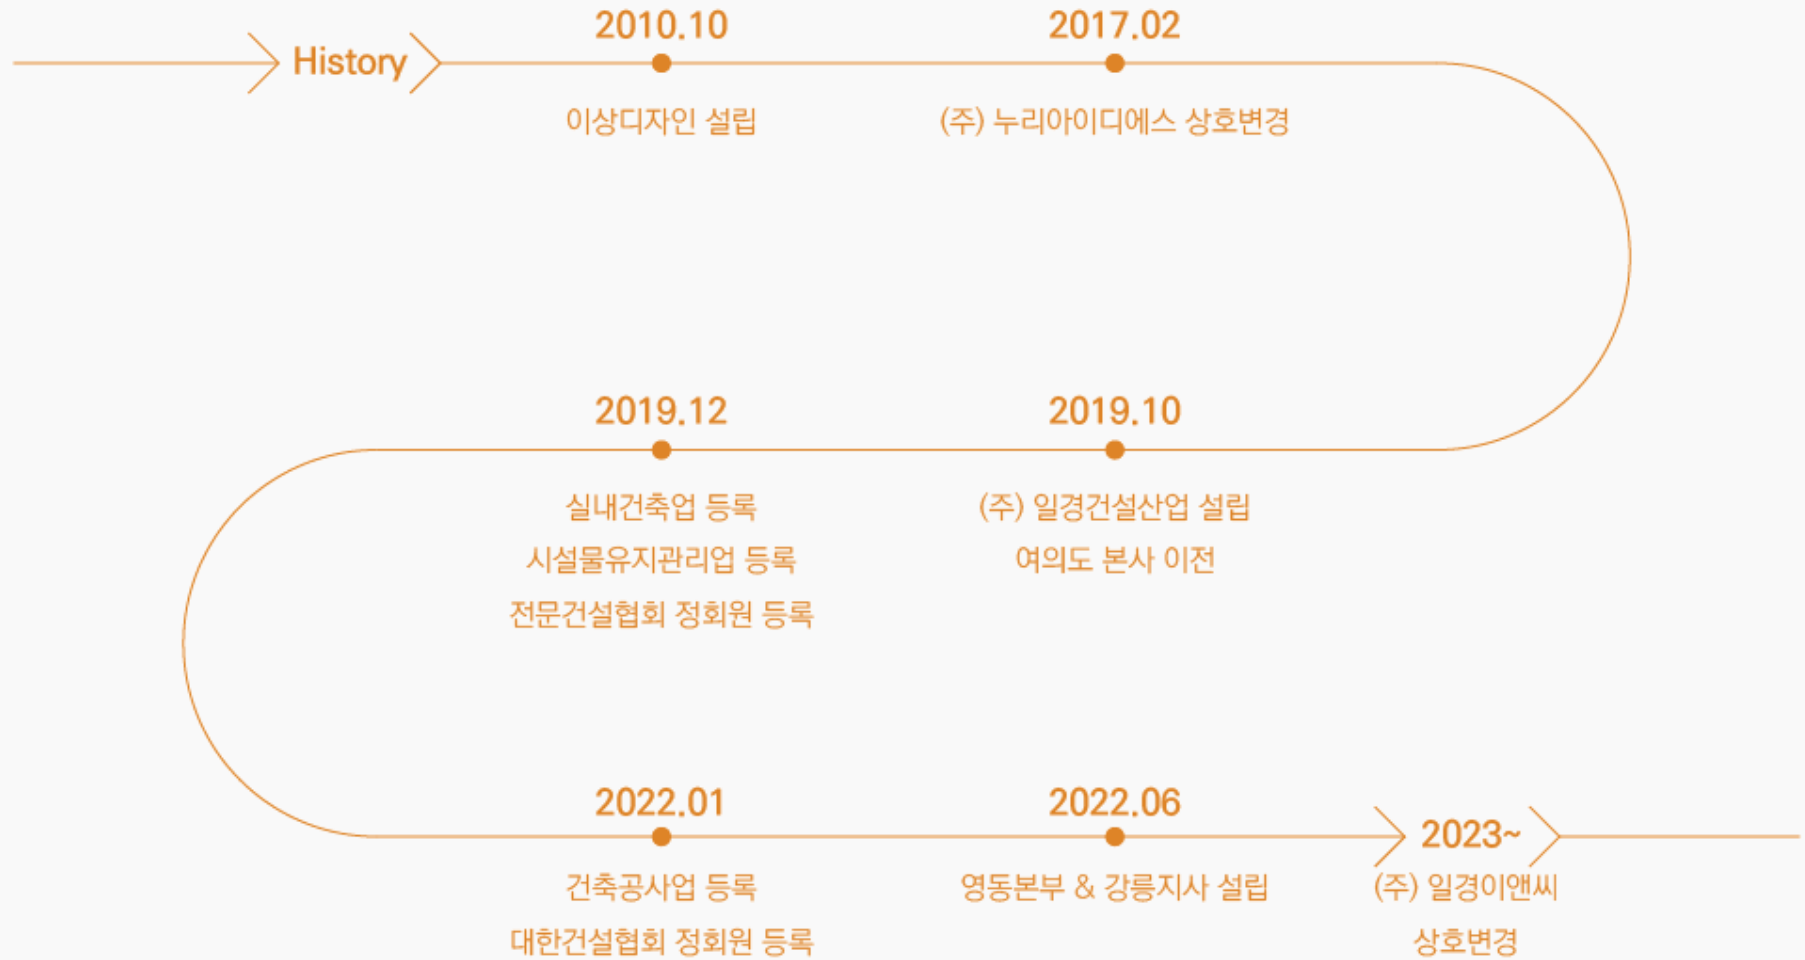 History
2010.10
이상디자인 설립
2017.02
(주) 누리아이디에스 상호변경
2019.10
(주) 일경건설산업 설립
여의도 본사 이전
2019.12
실내건축업 등록
시설물유지관리업 등록
전문건설협회 정회원 등록
2022.01
건축공사업 등록
대한건설협회 정회원 등록
2022.06
영동본부 & 강릉지사 설립
2023~
(주) 일경이앤씨
상호변경